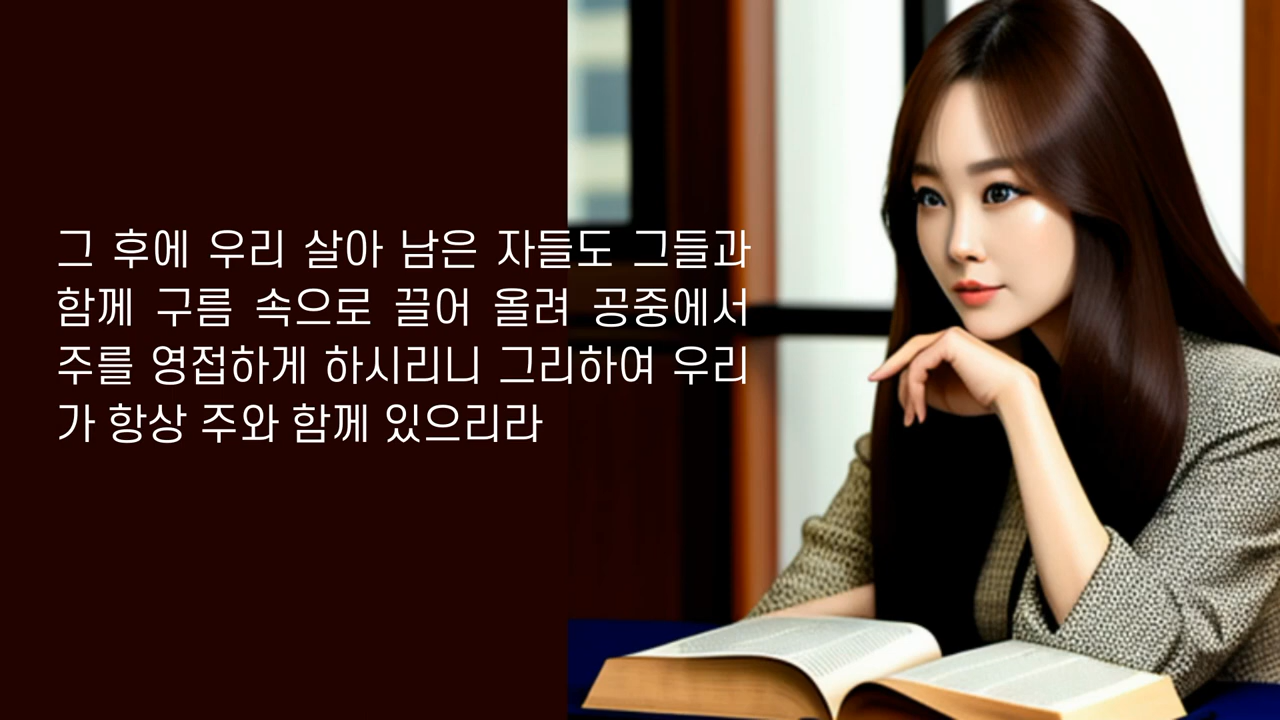 그 후에 우리 살아 남은 자들도 그들과
함께 구름 속으로 끌어 올려 공중에서
주를 영접하게 하시리니 그리하여 우리
가 항상 주와 함께 있으리라